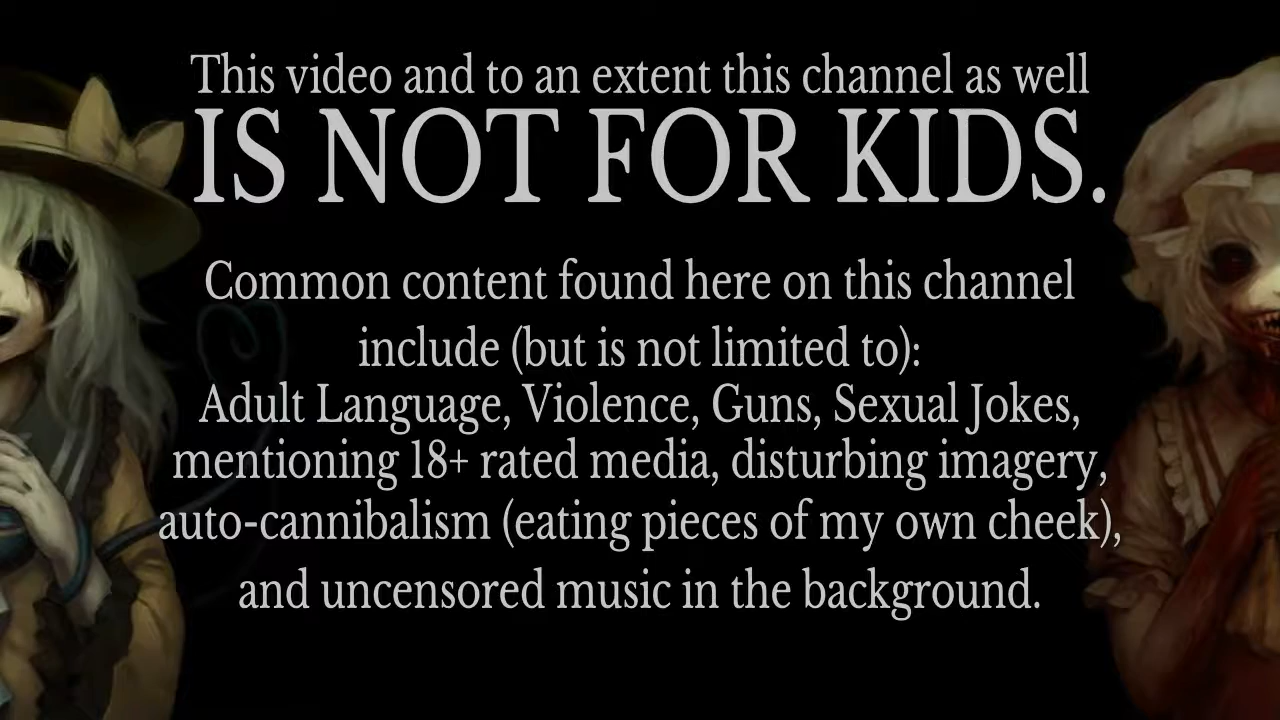 This video and to an extent this channel as well
IS NOT FOR KIDS.
Common content found here on this channel
include (but is not limited to):
Adult Language, Violence, Guns, Sexual Jokes,
mentioning 18+ rated media, disturbing imagery,
auto-cannibalism (eating pieces of my own cheek),
and uncensored music in the background.